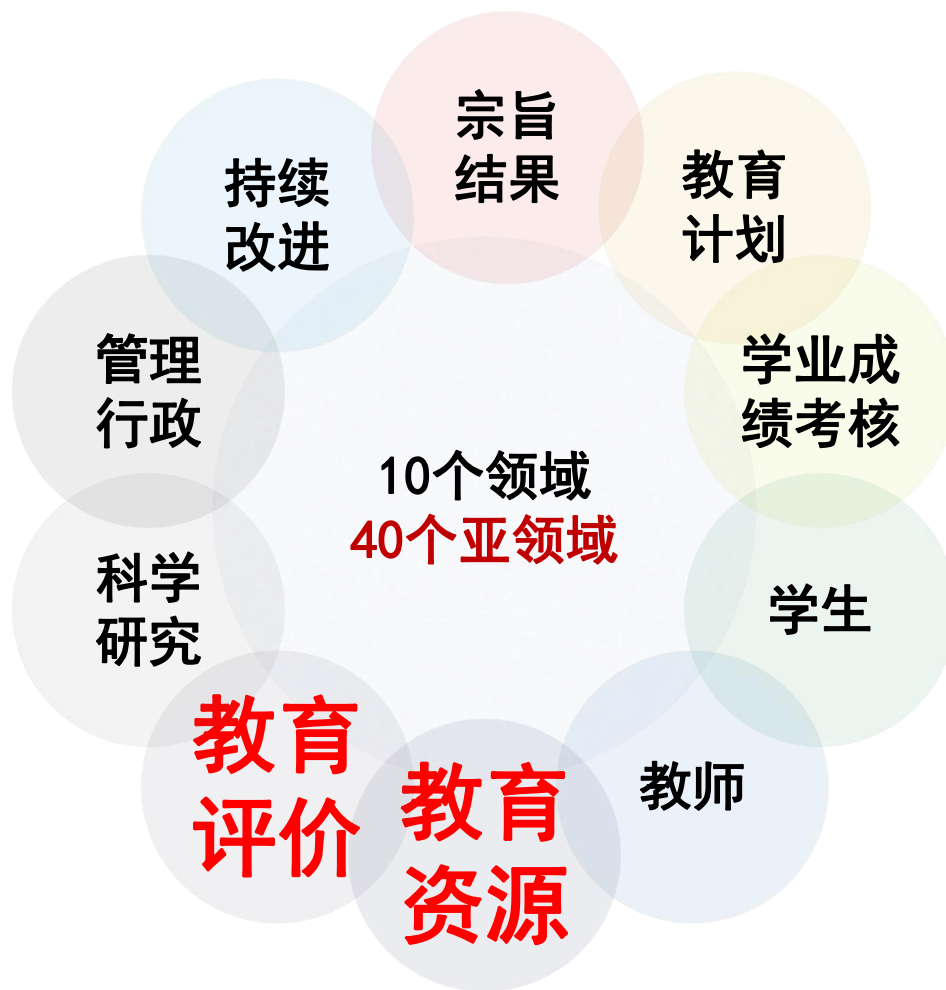 宗旨
结果
教育
计划
学业成
绩考核
学生
教师
教育
资源
教育
评价
科学
研究
管理
行政
持续
改进
10个领域
40个亚领域